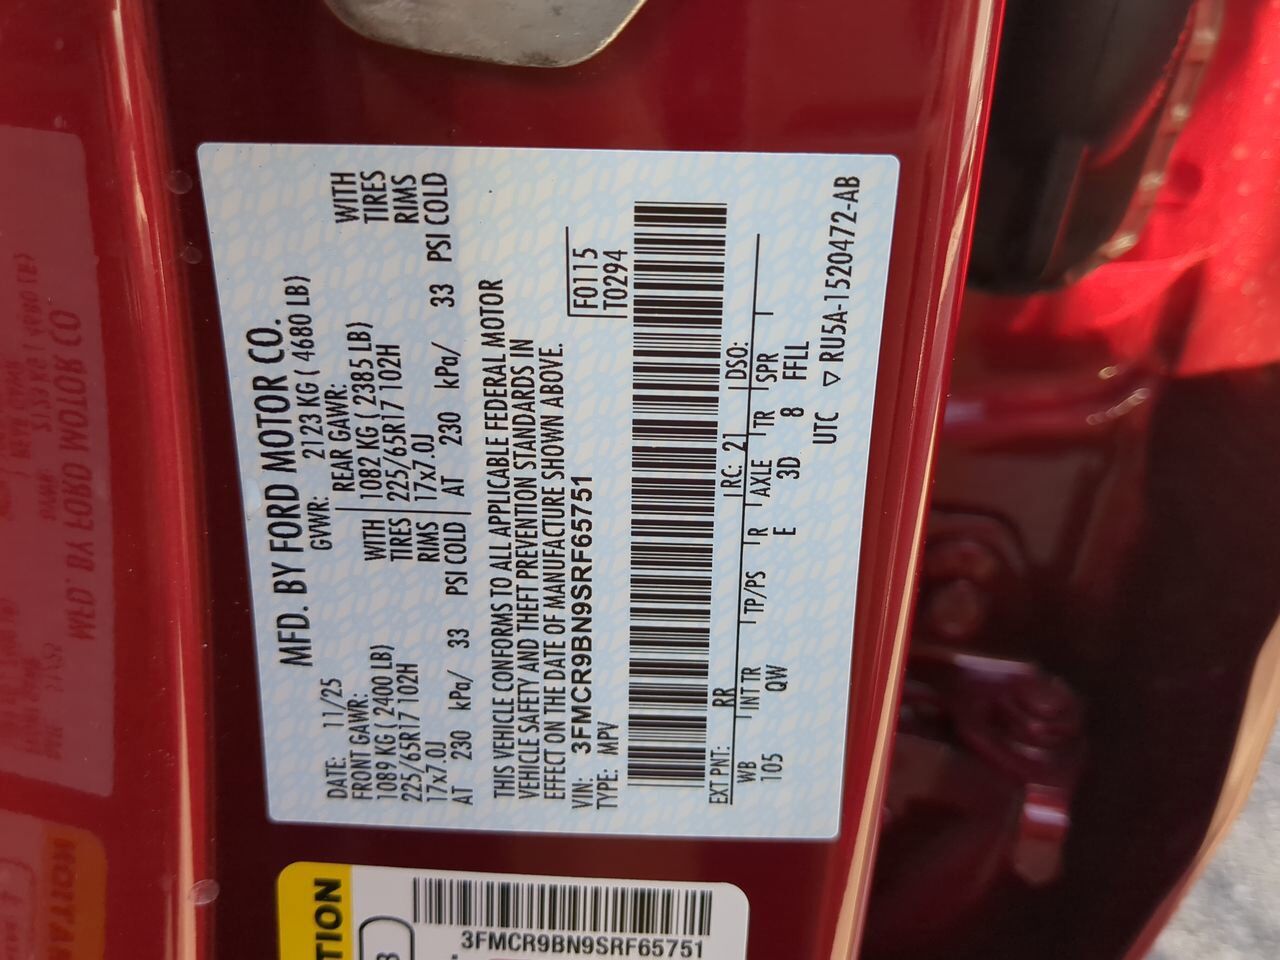 MFD. BY FORD MOTOR CO.
DATE: 11/25 GVWR: 2123 KG ( 4680 LB)
FRONT GAWR: REAR GAWR:
1089 KG ( 2400 LB) WITH 1082 KG ( 2385 LB) WITH
225/65R17 102H TIRES 225/65R17 102H TIRES
17x7.0J RIMS 17x7.0J RIMS
AT 230 kPa/ 33 PSI COLD AT 230 kPa/ 33 PSI COLD
THIS VEHICLE CONFORMS TO ALL APPLICABLE FEDERAL MOTOR
VEHICLE SAFETY AND THEFT PREVENTION STANDARDS IN
EFFECT ON THE DATE OF MANUFACTURE SHOWN ABOVE.
VIN: 3FMCR9BN9SRF65751 F0115
TYPE: MPV T0294
EXT PNT: RR RC: 21 DSO:
WB INT TR TP/PS R AXLE TR SPR
105 QW E 3D 8 FFLL
UTC ▽ RU5A-1520472-AB
3FMCR9BN9SRF65751